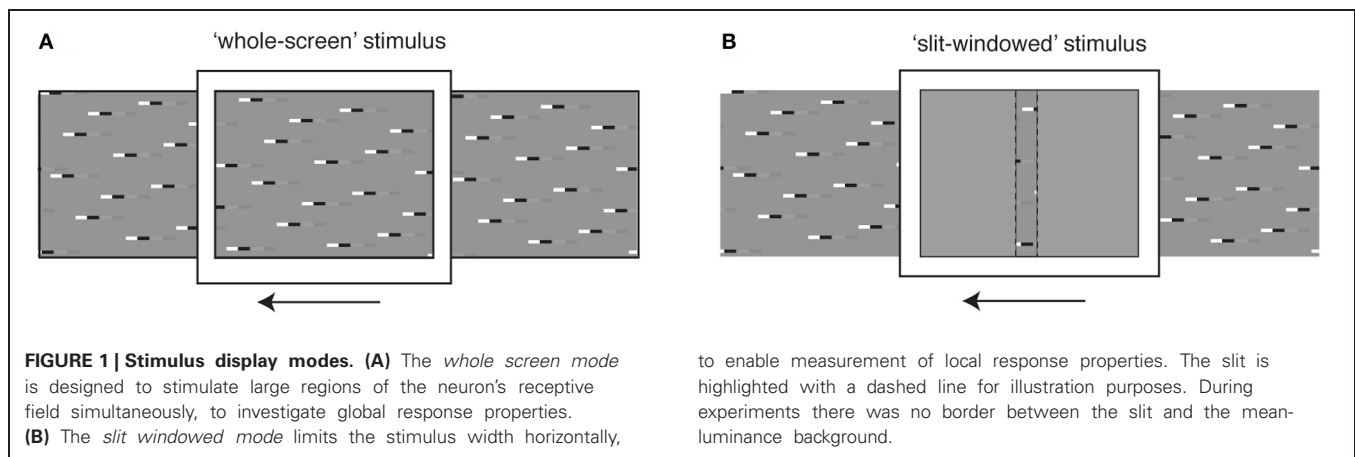 A
'whole-screen' stimulus
B
'slit-windowed' stimulus
FIGURE 1 | Stimulus display modes. (A) The whole screen mode
is designed to stimulate large regions of the neuron's receptive
field simultaneously, to investigate global response properties.
(B) The slit windowed mode limits the stimulus width horizontally,
to enable measurement of local response properties. The slit is
highlighted with a dashed line for illustration purposes. During
experiments there was no border between the slit and the mean-
luminance background.